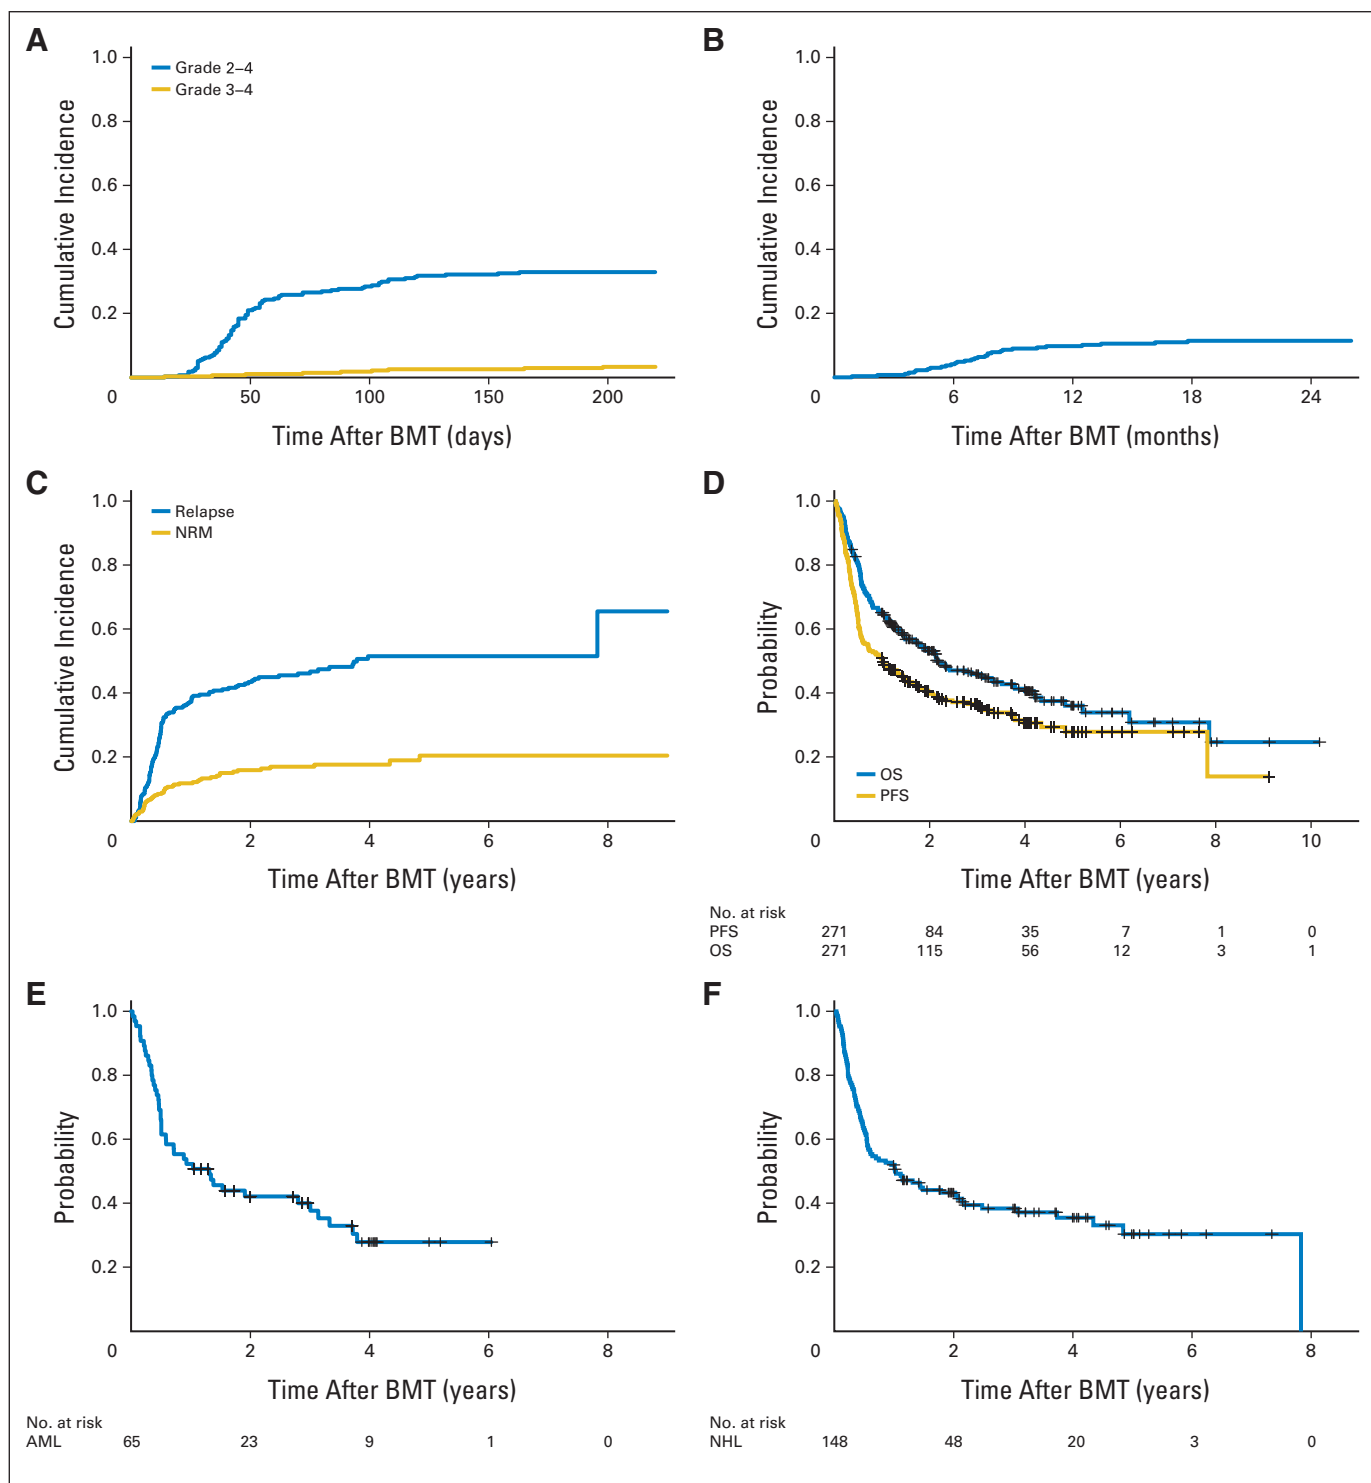 A
Cumulative Incidence
1.0
0.8
0.6
0.4
0.2
Grade 2–4
Grade 3–4
0 50 100 150 200
Time After BMT (days)
B
Cumulative Incidence
1.0
0.8
0.6
0.4
0.2
0 6 12 18 24
Time After BMT (months)
C
Cumulative Incidence
1.0
0.8
0.6
0.4
0.2
Relapse
NRM
0 2 4 6 8
Time After BMT (years)
D
Probability
1.0
0.8
0.6
0.4
0.2
OS
PFS
0 2 4 6 8 10
Time After BMT (years)
No. at risk
PFS 271 84 35 7 1 0
OS 271 115 56 12 3 1
E
Probability
1.0
0.8
0.6
0.4
0.2
0 2 4 6 8
Time After BMT (years)
No. at risk
AML 65 23 9 1 0
F
Probability
1.0
0.8
0.6
0.4
0.2
0 2 4 6 8
Time After BMT (years)
No. at risk
NHL 148 48 20 3 0